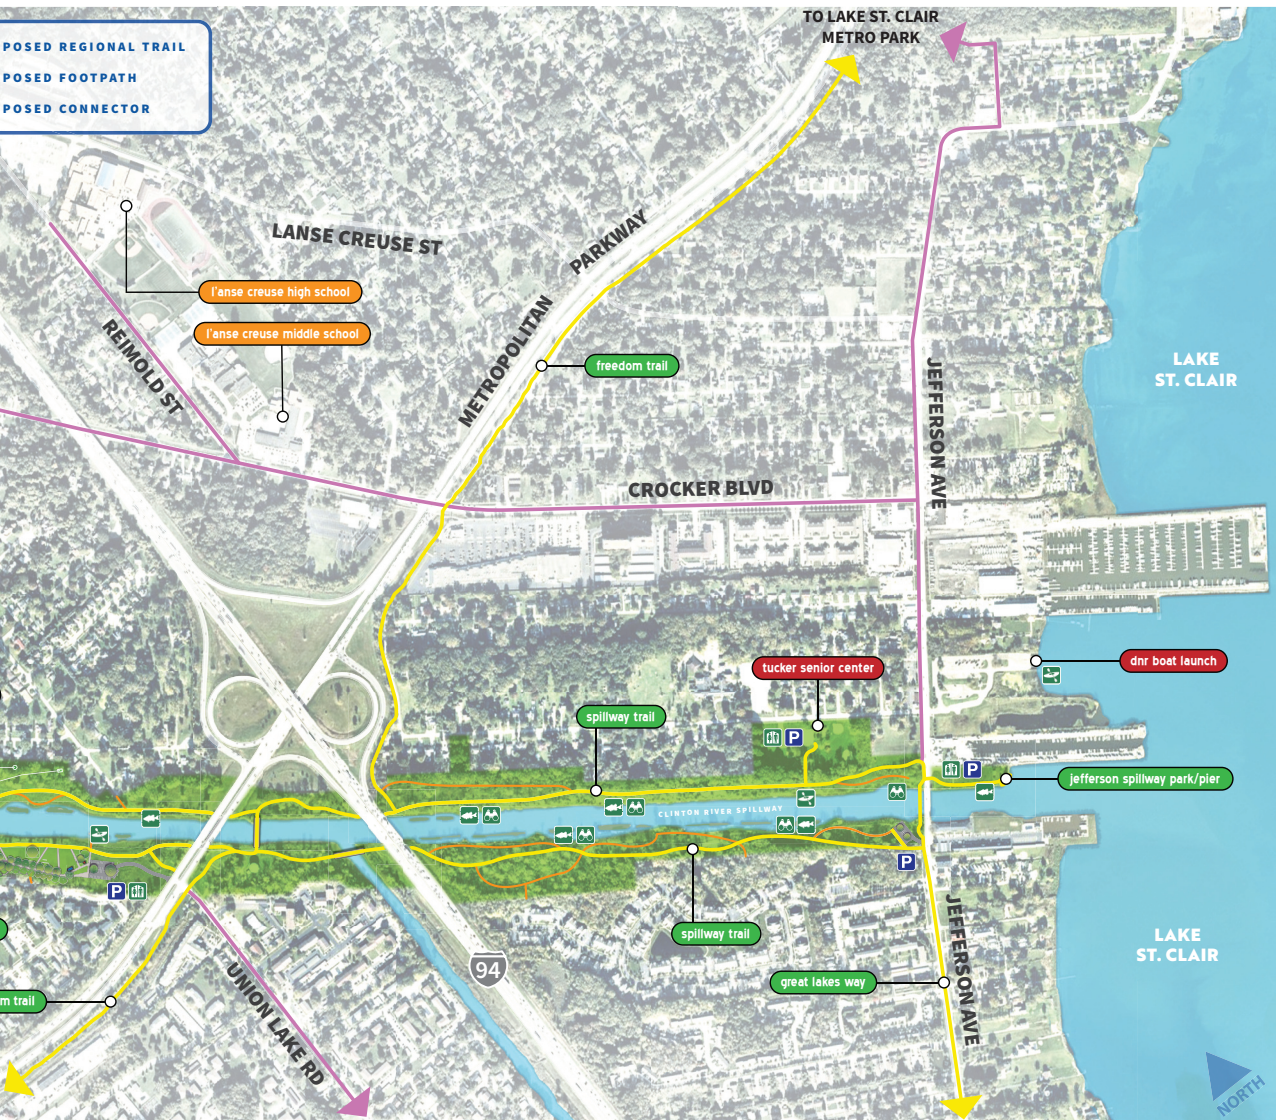 TO LAKE ST. CLAIR
METRO PARK
POSED REGIONAL TRAIL
POSED FOOTPATH
POSED CONNECTOR
LANSE CREUSE ST
PARKWAY
METROPOLITAN
l'anse creuse high school
l'anse creuse middle school
REIMOLD ST
freedom trail
JEFFERSON AVE
LAKE
ST. CLAIR
CROCKER BLVD
tucker senior center
dnr boat launch
spillway trail
P
P
jefferson spillway park/pier
CLINTON RIVER SPILLWAY
P
P
spillway trail
JEFFERSON AVE
LAKE
ST. CLAIR
94
UNION LAKE RD
great lakes way
m trail
NORTH